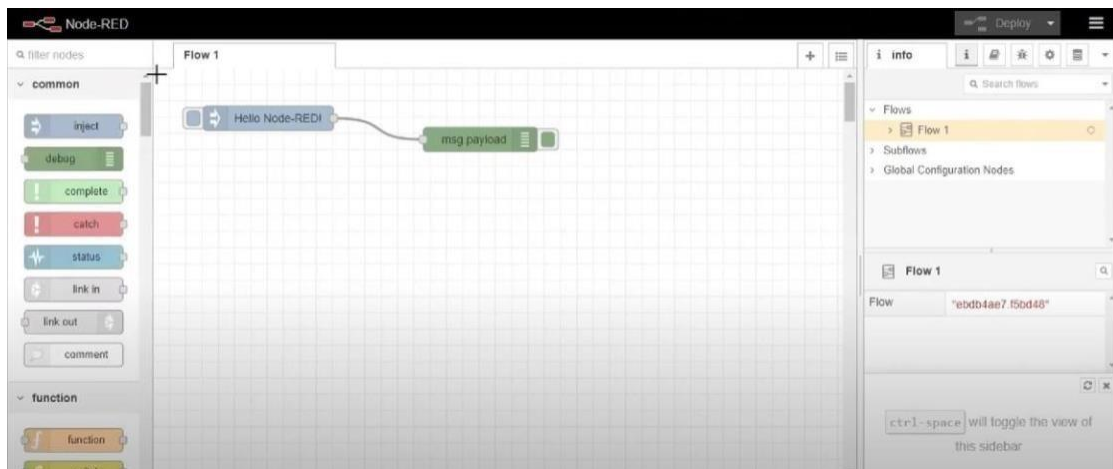 Node-RED
Deploy
filter nodes
Flow 1
i info
i
Search flows
common
inject
debug
complete
catch
status
link in
link out
comment
function
function
Hello Node-RED!
msg.payload
Flows
Flow 1
Subflows
Global Configuration Nodes
Flow 1
Flow "ebdb4ae7.f5bd48"
ctrl-space will toggle the view of
this sidebar